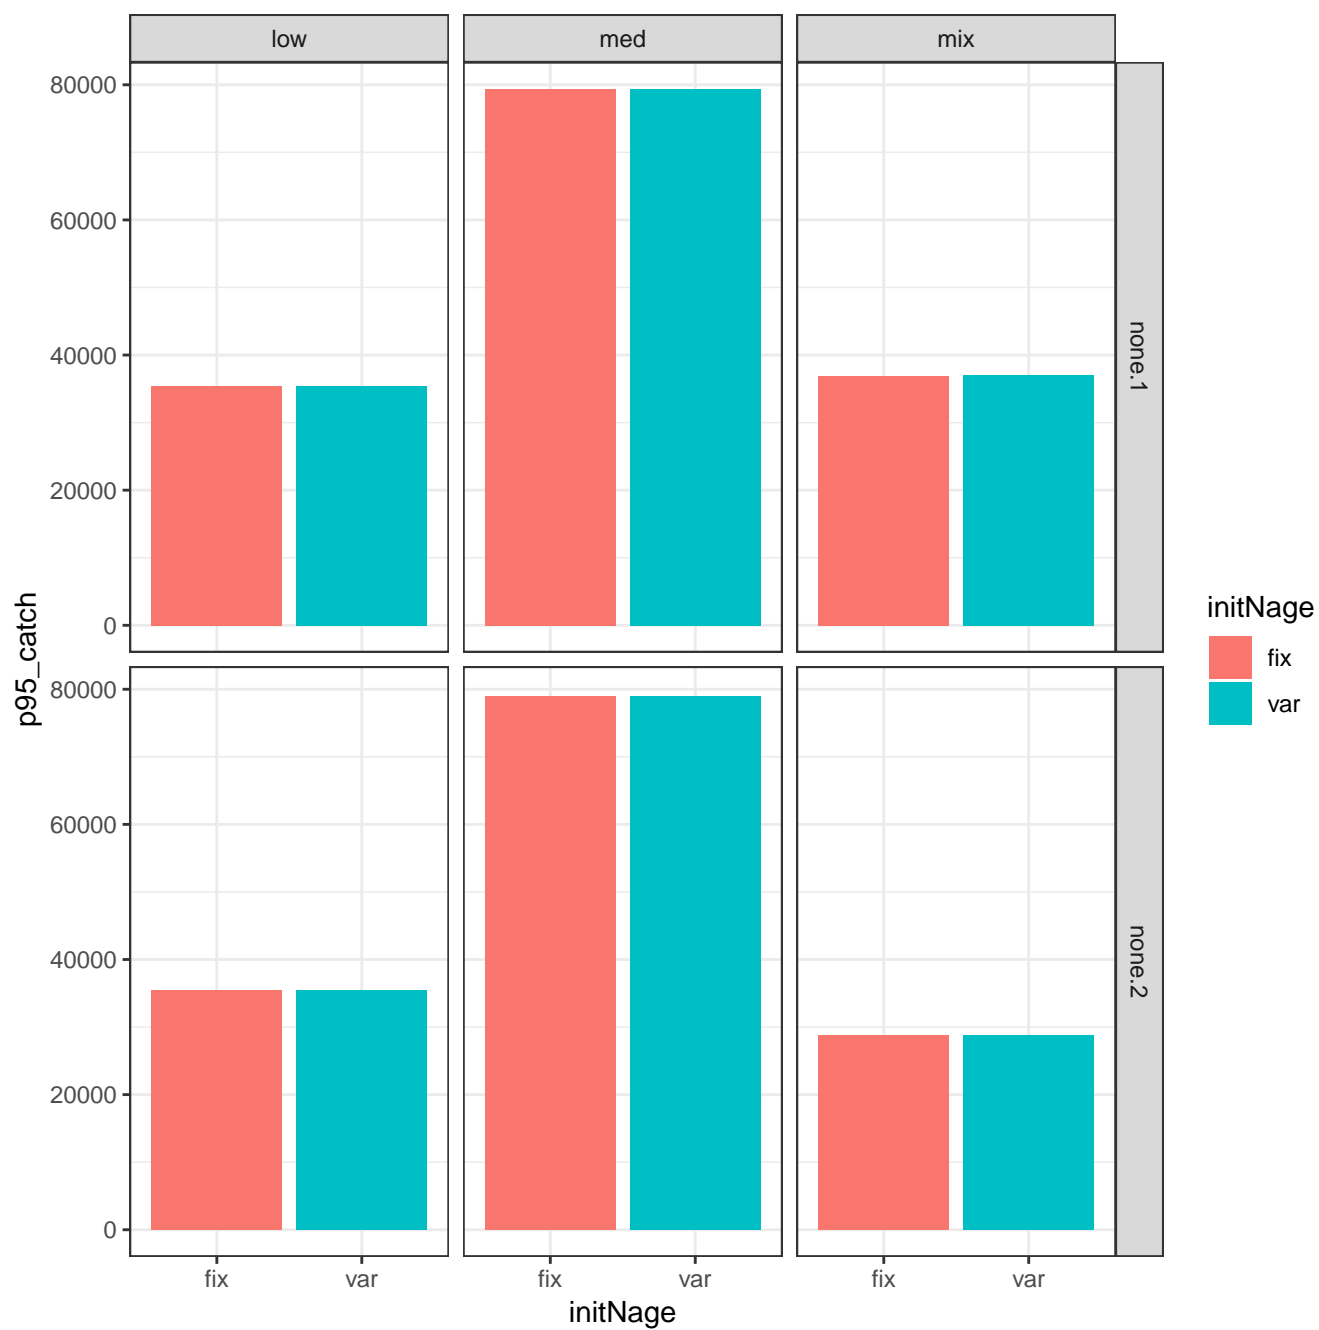 low med mix
80000
60000
40000
20000
0
none.1
80000
60000
40000
20000
0
none.2
fix var fix var fix var
initNage
p95_catch
initNage
fix
var